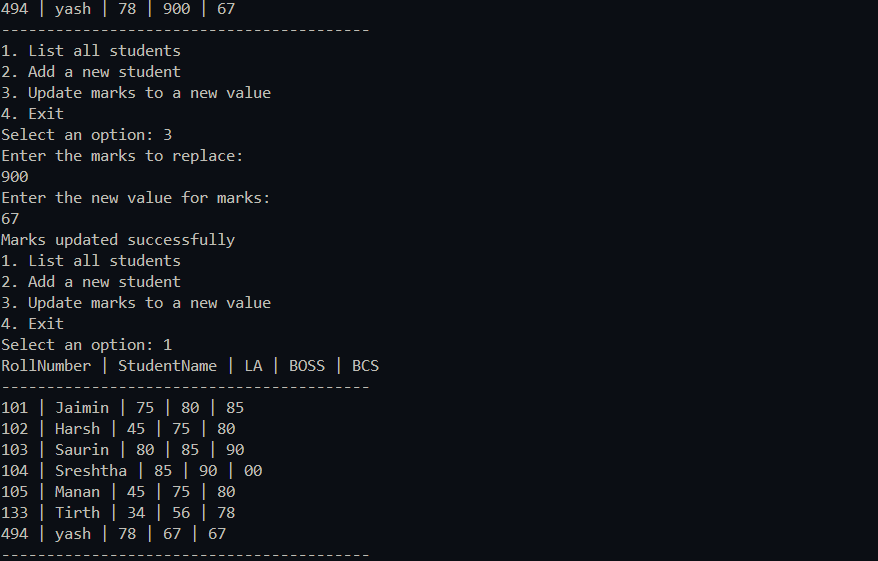 494 | yash | 78 | 900 | 67
-----------------------------------------
1. List all students
2. Add a new student
3. Update marks to a new value
4. Exit
Select an option: 3
Enter the marks to replace:
900
Enter the new value for marks:
67
Marks updated successfully
1. List all students
2. Add a new student
3. Update marks to a new value
4. Exit
Select an option: 1
RollNumber | StudentName | LA | BOSS | BCS
-----------------------------------------
101 | Jaimin | 75 | 80 | 85
102 | Harsh | 45 | 75 | 80
103 | Saurin | 80 | 85 | 90
104 | Sreshtha | 85 | 90 | 00
105 | Manan | 45 | 75 | 80
133 | Tirth | 34 | 56 | 78
494 | yash | 78 | 67 | 67
-----------------------------------------